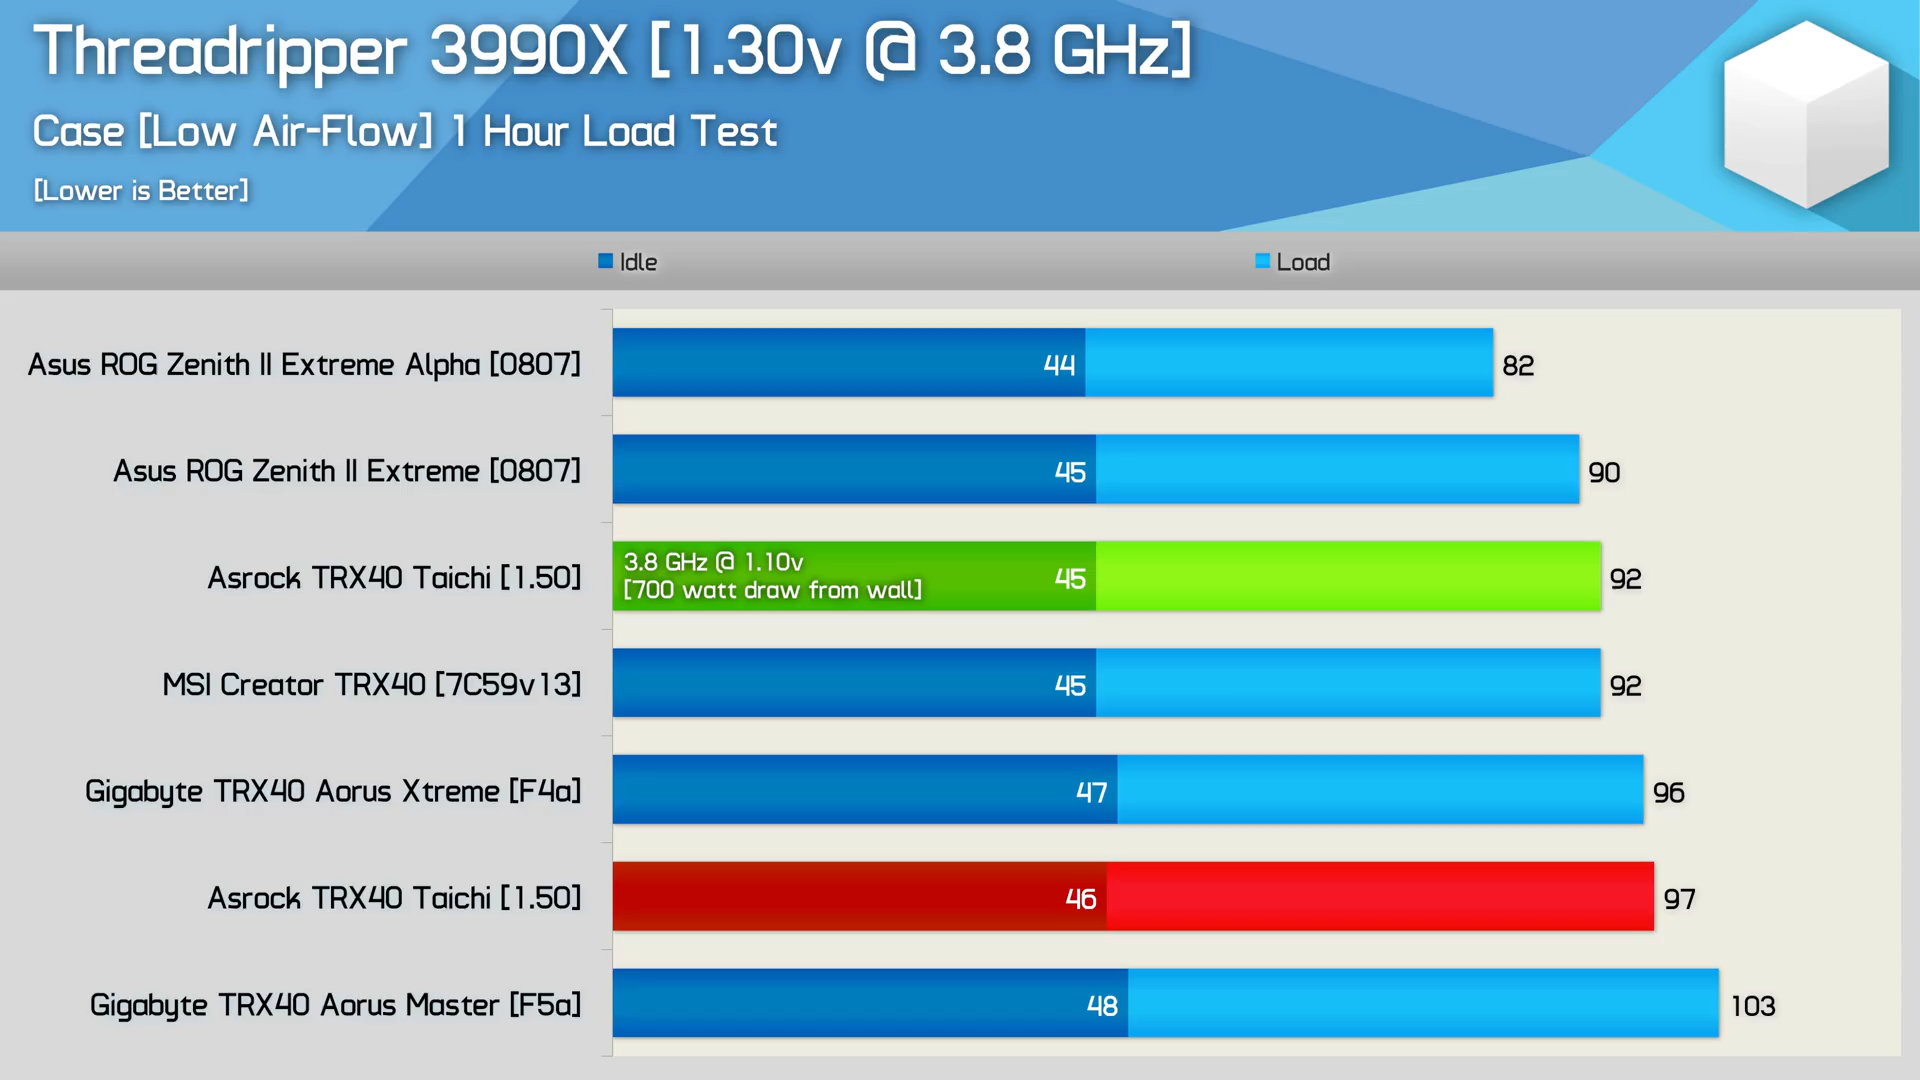 Threadripper 3990X [1.30v @ 3.8 GHz]
Case [Low Air-Flow] 1 Hour Load Test
[Lower is Better]
Idle
Load
Asus ROG Zenith II Extreme Alpha [0807]
44
82
Asus ROG Zenith II Extreme [0807]
45
90
Asrock TRX40 Taichi [1.50]
3.8 GHz @ 1.10v
[700 watt draw from wall]
45
92
MSI Creator TRX40 [7C59v13]
45
92
Gigabyte TRX40 Aorus Xtreme [F4a]
47
96
Asrock TRX40 Taichi [1.50]
46
97
Gigabyte TRX40 Aorus Master [F5a]
48
103